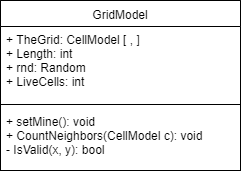 GridModel
+ TheGrid: CellModel [ , ]
+ Length: int
+ rnd: Random
+ LiveCells: int
+ setMine(): void
+ CountNeighbors(CellModel c): void
- IsValid(x, y): bool